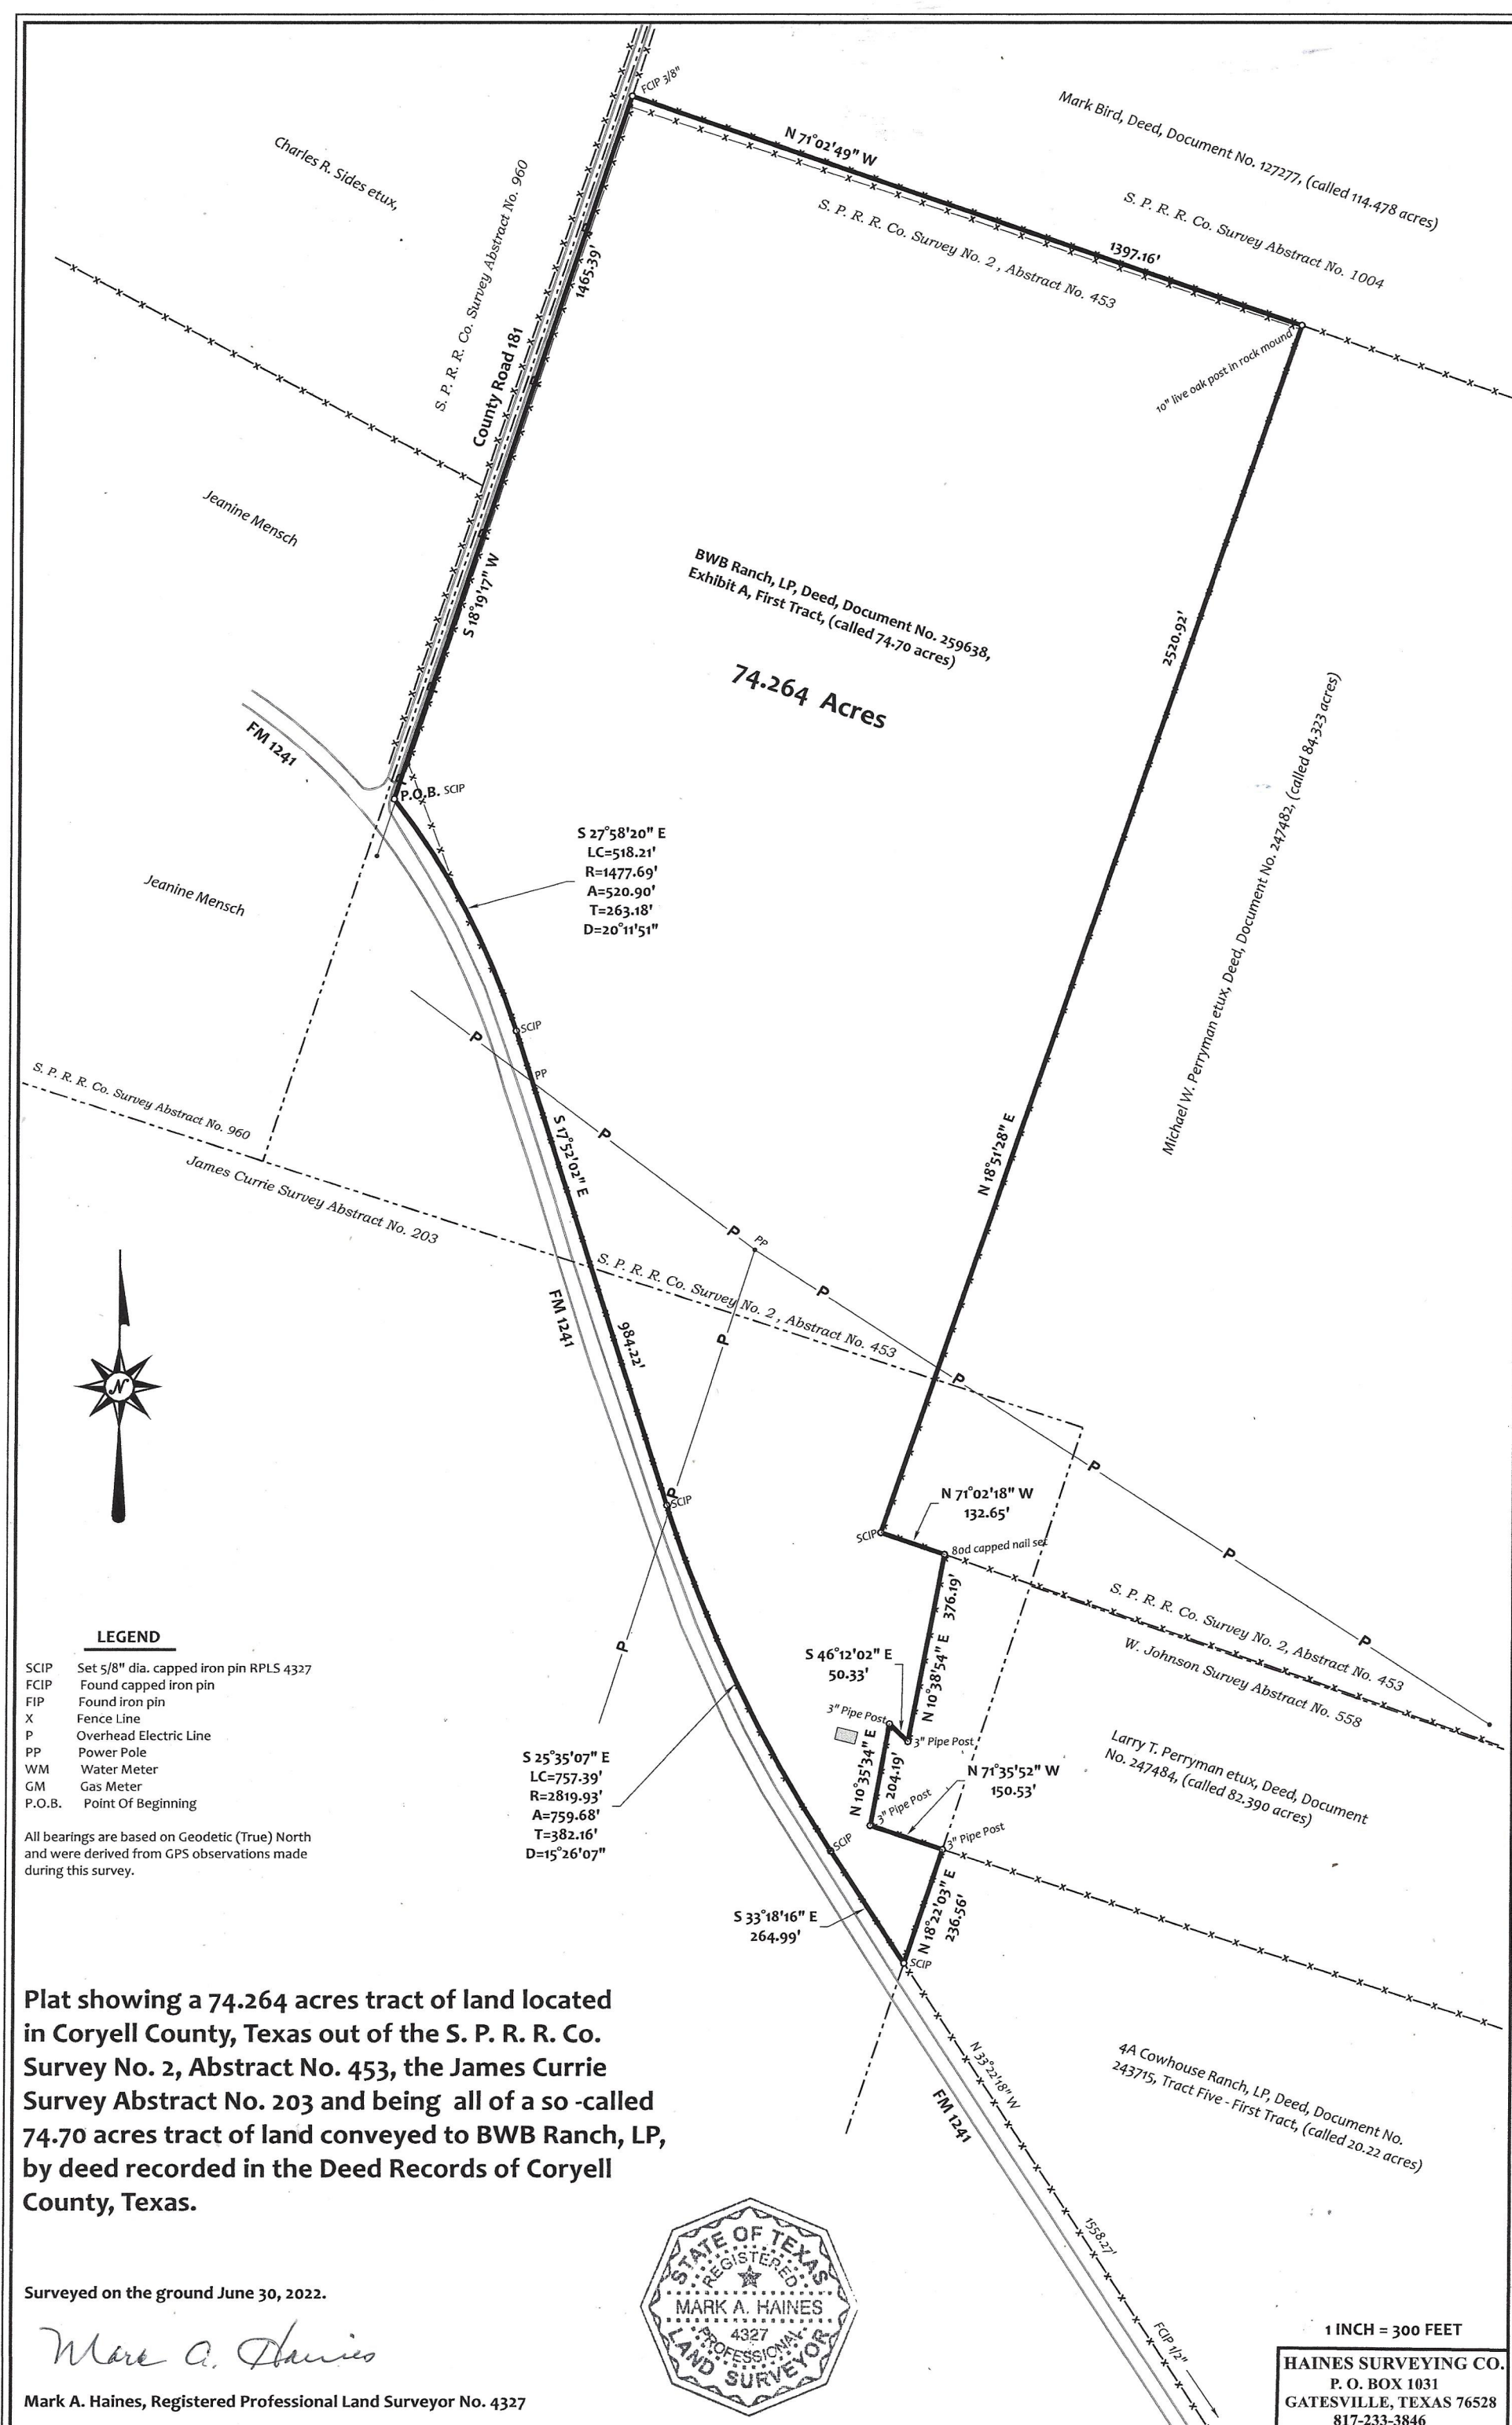 FCIP 3/8"
N 71°02'49" W
1397.16'
Mark Bird, Deed, Document No. 127277, (called 114.478 acres)
S. P. R. R. Co. Survey Abstract No. 1004
S. P. R. R. Co. Survey No. 2 , Abstract No. 453
Charles R. Sides etux,
S. P. R. R. Co. Survey Abstract No. 960
County Road 181
1465.39'
S 18°19'17" W
10" live oak post in rock mound
Jeanine Mensch
BWB Ranch, LP, Deed, Document No. 259638,
Exhibit A, First Tract, (called 74.70 acres)
74.264 Acres
2520.92'
N 18°51'28" E
Michael W. Perryman etux, Deed, Document No. 247482, (called 84.323 acres)
FM 1241
P.O.B. SCIP
S 27°58'20" E
LC=518.21'
R=1477.69'
A=520.90'
T=263.18'
D=20°11'51"
Jeanine Mensch
SCIP
P
PP
S. P. R. R. Co. Survey Abstract No. 960
James Currie Survey Abstract No. 203
S 17°52'02" E
984.22'
P
P
PP
P
P
S. P. R. R. Co. Survey No. 2 , Abstract No. 453
FM 1241
P
P
N
P
SCIP
SCIP
N 71°02'18" W
132.65'
80d capped nail set
P
P
P
S. P. R. R. Co. Survey No. 2, Abstract No. 453
W. Johnson Survey Abstract No. 558
376.19'
N 10°38'54" E
S 46°12'02" E
50.33'
3" Pipe Post
3" Pipe Post
N 10°35'34" E
204.19'
3" Pipe Post
N 71°35'52" W
150.53'
3" Pipe Post
Larry T. Perryman etux, Deed, Document
No. 247484, (called 82.390 acres)
LEGEND
SCIP Set 5/8" dia. capped iron pin RPLS 4327
FCIP Found capped iron pin
FIP Found iron pin
X Fence Line
P Overhead Electric Line
PP Power Pole
WM Water Meter
GM Gas Meter
P.O.B. Point Of Beginning
All bearings are based on Geodetic (True) North
and were derived from GPS observations made
during this survey.
S 25°35'07" E
LC=757.39'
R=2819.93'
A=759.68'
T=382.16'
D=15°26'07"
SCIP
S 33°18'16" E
264.99'
N 18°22'03" E
236.56'
SCIP
N 33°22'18" W
FM 1241
1558.27'
FCIP 1/2"
4A Cowhouse Ranch, LP, Deed, Document No.
243715, Tract Five - First Tract, (called 20.22 acres)
Plat showing a 74.264 acres tract of land located
in Coryell County, Texas out of the S. P. R. R. Co.
Survey No. 2, Abstract No. 453, the James Currie
Survey Abstract No. 203 and being all of a so -called
74.70 acres tract of land conveyed to BWB Ranch, LP,
by deed recorded in the Deed Records of Coryell
County, Texas.
Surveyed on the ground June 30, 2022.
Mark A. Haines
Mark A. Haines, Registered Professional Land Surveyor No. 4327
STATE OF TEXAS
REGISTERED
MARK A. HAINES
4327
PROFESSIONAL
LAND SURVEYOR
1 INCH = 300 FEET
HAINES SURVEYING CO.
P. O. BOX 1031
GATESVILLE, TEXAS 76528
817-233-3846